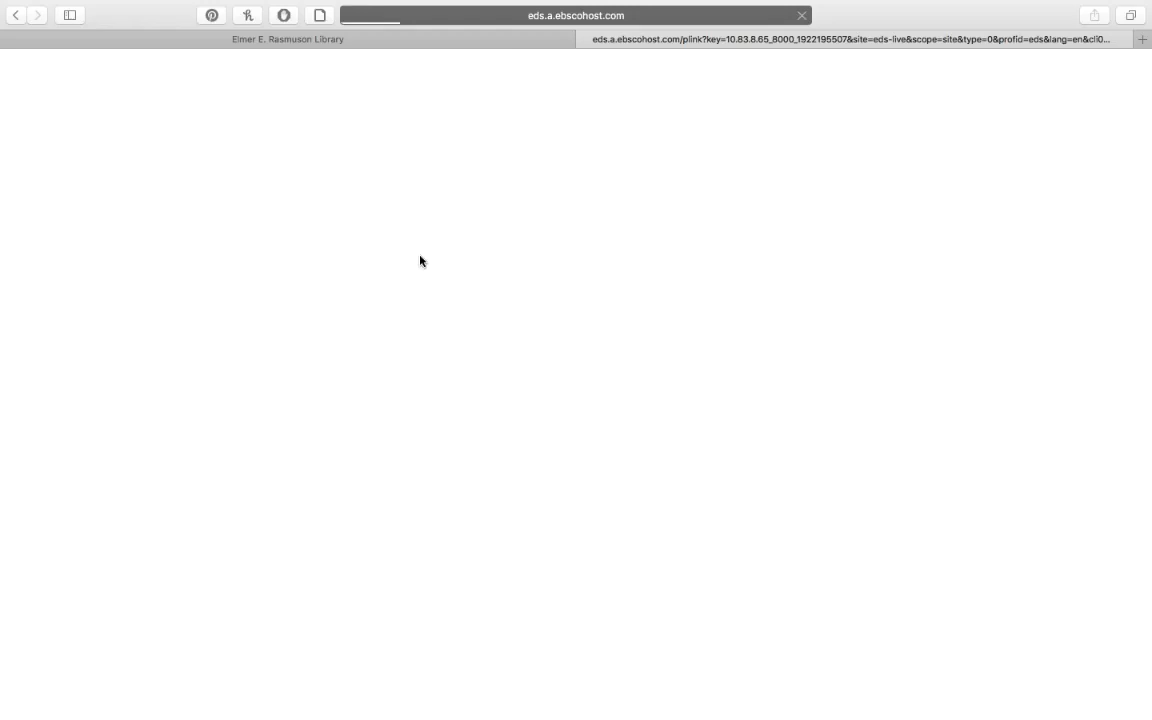 eds.a.ebscohost.com
Elmer E. Rasmuson Library
eds.a.ebscohost.com/plink?key=10.83.8.65_8000_1922195507&site=eds-live&scope=site&type=0&profid=eds&lang=en&cli0...